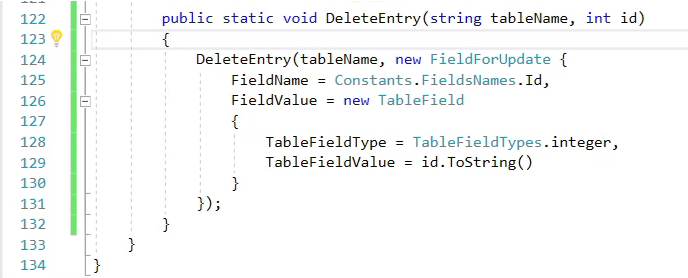 122 public static void DeleteEntry(string tableName, int id)
123 {
124 DeleteEntry(tableName, new FieldForUpdate {
125 FieldName = Constants.FieldsNames.Id,
126 FieldValue = new TableField
127 {
128 TableFieldType = TableFieldTypes.integer,
129 TableFieldValue = id.ToString()
130 }
131 });
132 }
133 }
134 }